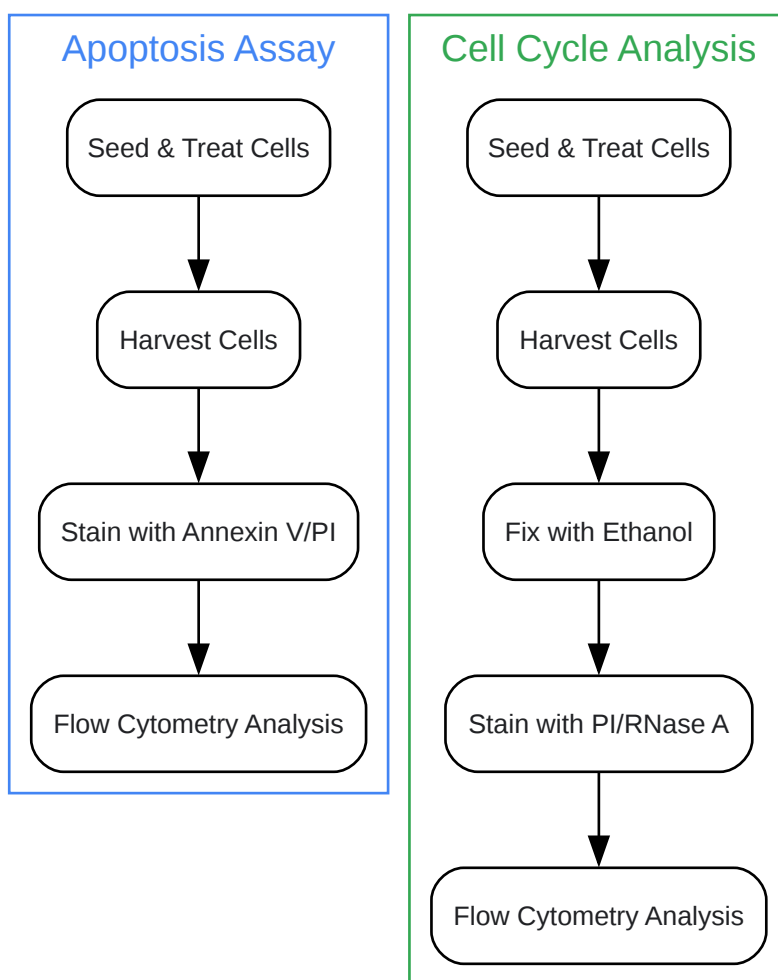 Apoptosis Assay
Seed & Treat Cells
Harvest Cells
Stain with Annexin V/PI
Flow Cytometry Analysis
Cell Cycle Analysis
Seed & Treat Cells
Harvest Cells
Fix with Ethanol
Stain with PI/RNase A
Flow Cytometry Analysis